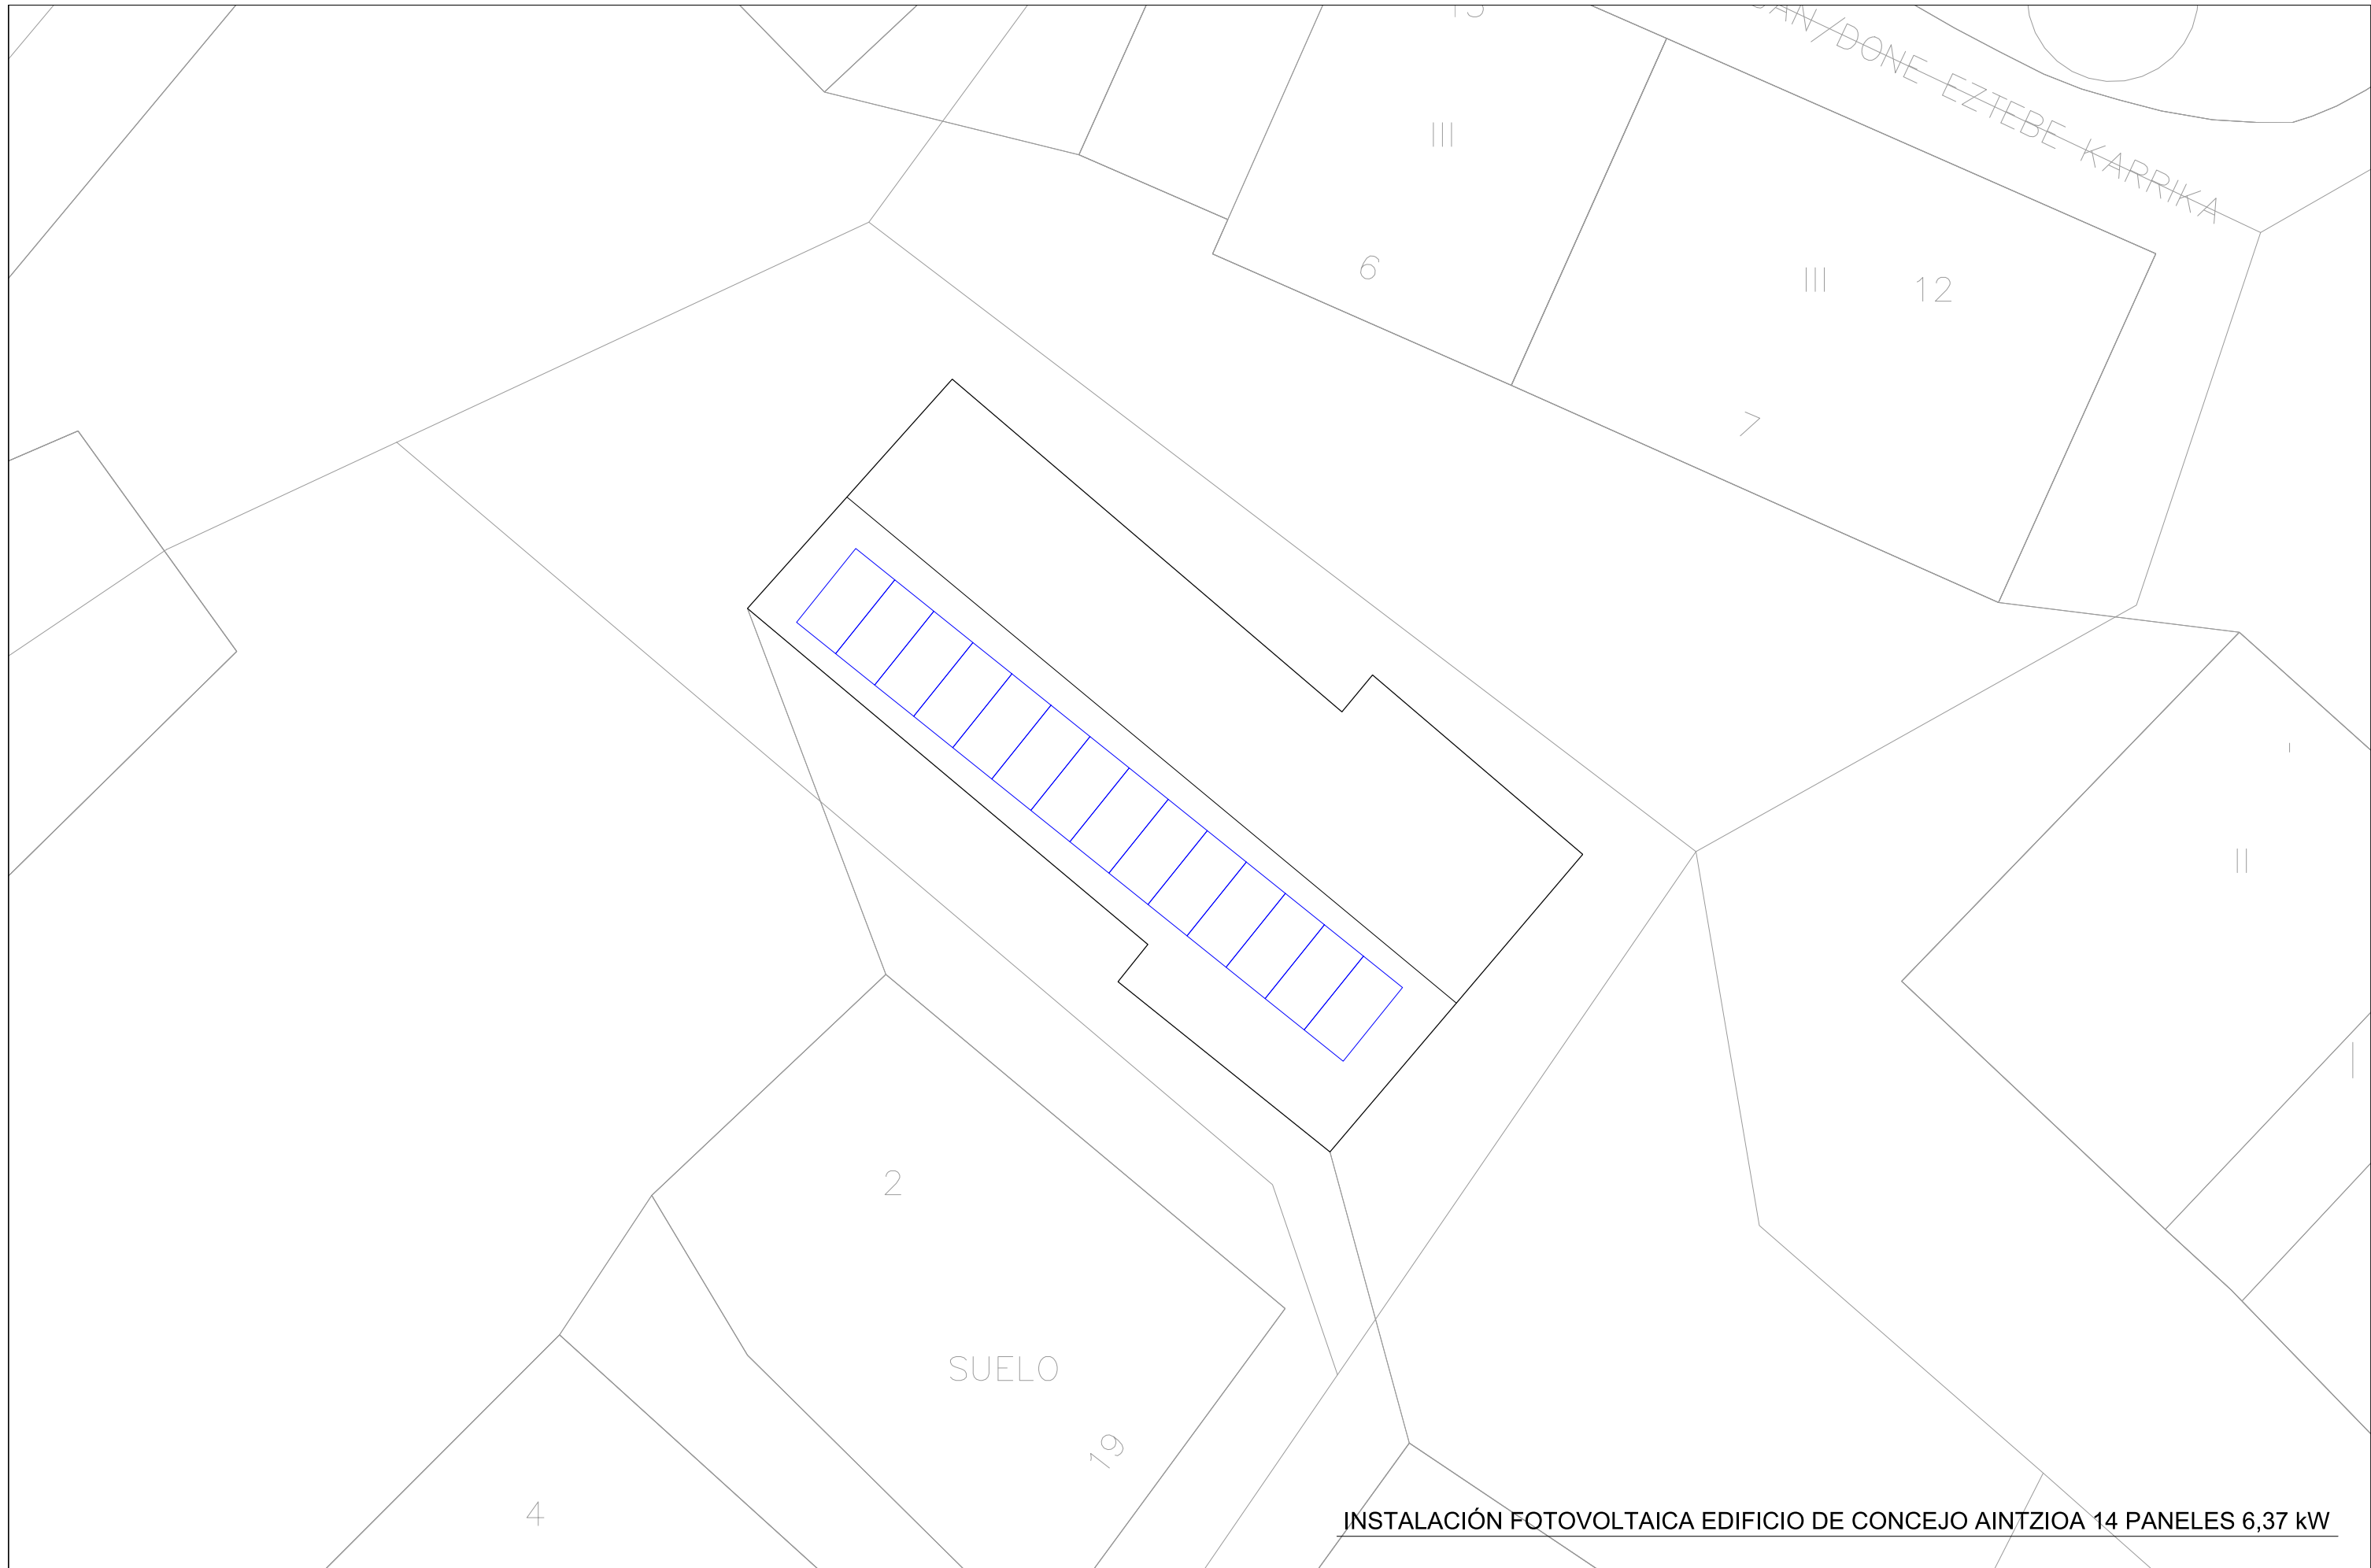 DONE EZTEBE KARRIKA
III
6
III 12
7
II
I
2
SUELO
19
4
INSTALACIÓN FOTOVOLTAICA EDIFICIO DE CONCEJO AINTZIOA 14 PANELES 6,37 kW